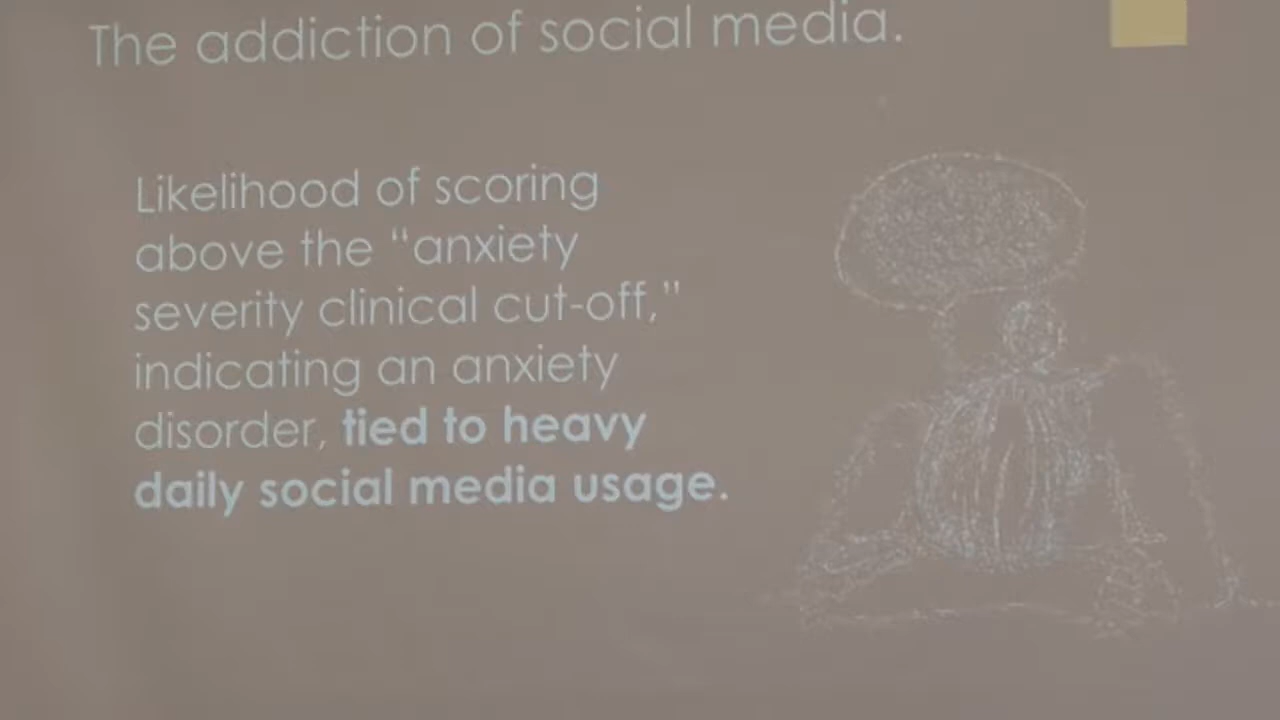 The addiction of social media.
Likelihood of scoring
above the "anxiety
severity clinical cut-off,"
indicating an anxiety
disorder, tied to heavy
daily social media usage.